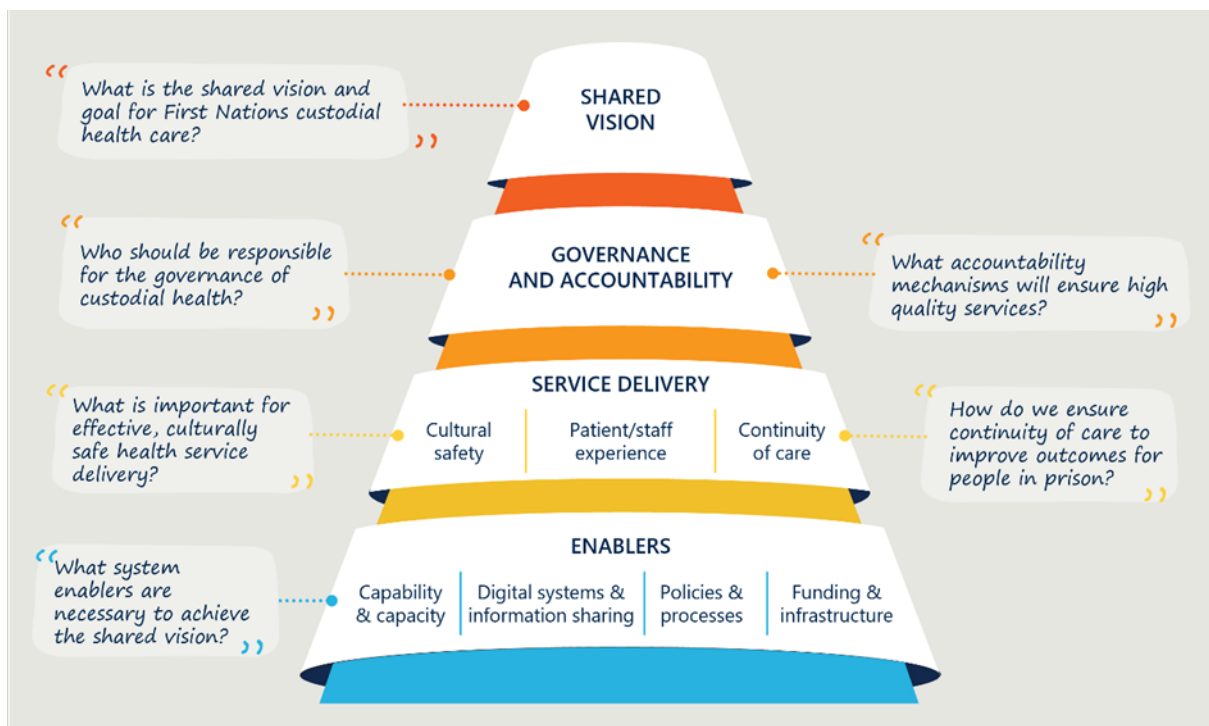 What is the shared vision and
goal for First Nations custodial
health care?
SHARED
VISION
Who should be responsible
for the governance of
custodial health?
GOVERNANCE
AND ACCOUNTABILITY
What accountability
mechanisms will ensure high
quality services?
What is important for
effective, culturally
safe health service
delivery?
SERVICE DELIVERY
Cultural
safety
Patient/staff
experience
Continuity
of care
How do we ensure
continuity of care to
improve outcomes for
people in prison?
What system
enablers are
necessary to achieve
the shared vision?
ENABLERS
Capability
& capacity
Digital systems &
information sharing
Policies &
processes
Funding &
infrastructure